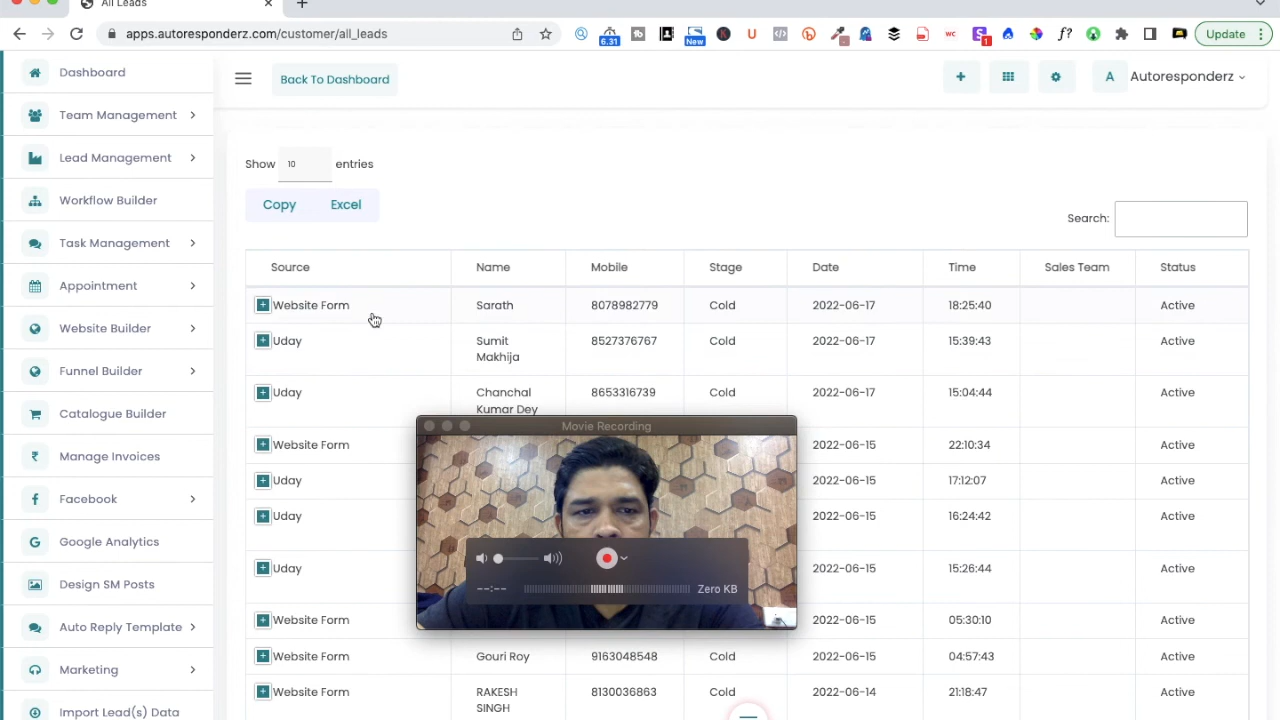 All Leads
apps.autoresponderz.com/customer/all_leads
6.31
New
1
Update
Dashboard
Team Management
Lead Management
Workflow Builder
Task Management
Appointment
Website Builder
Funnel Builder
Catalogue Builder
Manage Invoices
Facebook
Google Analytics
Design SM Posts
Auto Reply Template
Marketing
Import Lead(s) Data
Back To Dashboard
A Autoresponderz
Show 10 entries
Copy Excel
Search:
Source Name Mobile Stage Date Time Sales Team Status
Website Form Sarath 8078982779 Cold 2022-06-17 18:25:40 Active
Uday Sumit Makhija 8527376767 Cold 2022-06-17 15:39:43 Active
Uday Chanchal Kumar Dey 8653316739 Cold 2022-06-17 15:04:44 Active
Website Form 2022-06-15 22:10:34 Active
Uday 2022-06-15 17:12:07 Active
Uday 2022-06-15 16:24:42 Active
Uday 2022-06-15 15:26:44 Active
Website Form 2022-06-15 05:30:10 Active
Website Form Gouri Roy 9163048548 Cold 2022-06-15 04:57:43 Active
Website Form RAKESH SINGH 8130036863 Cold 2022-06-14 21:18:47 Active
Movie Recording
--:-- Zero KB